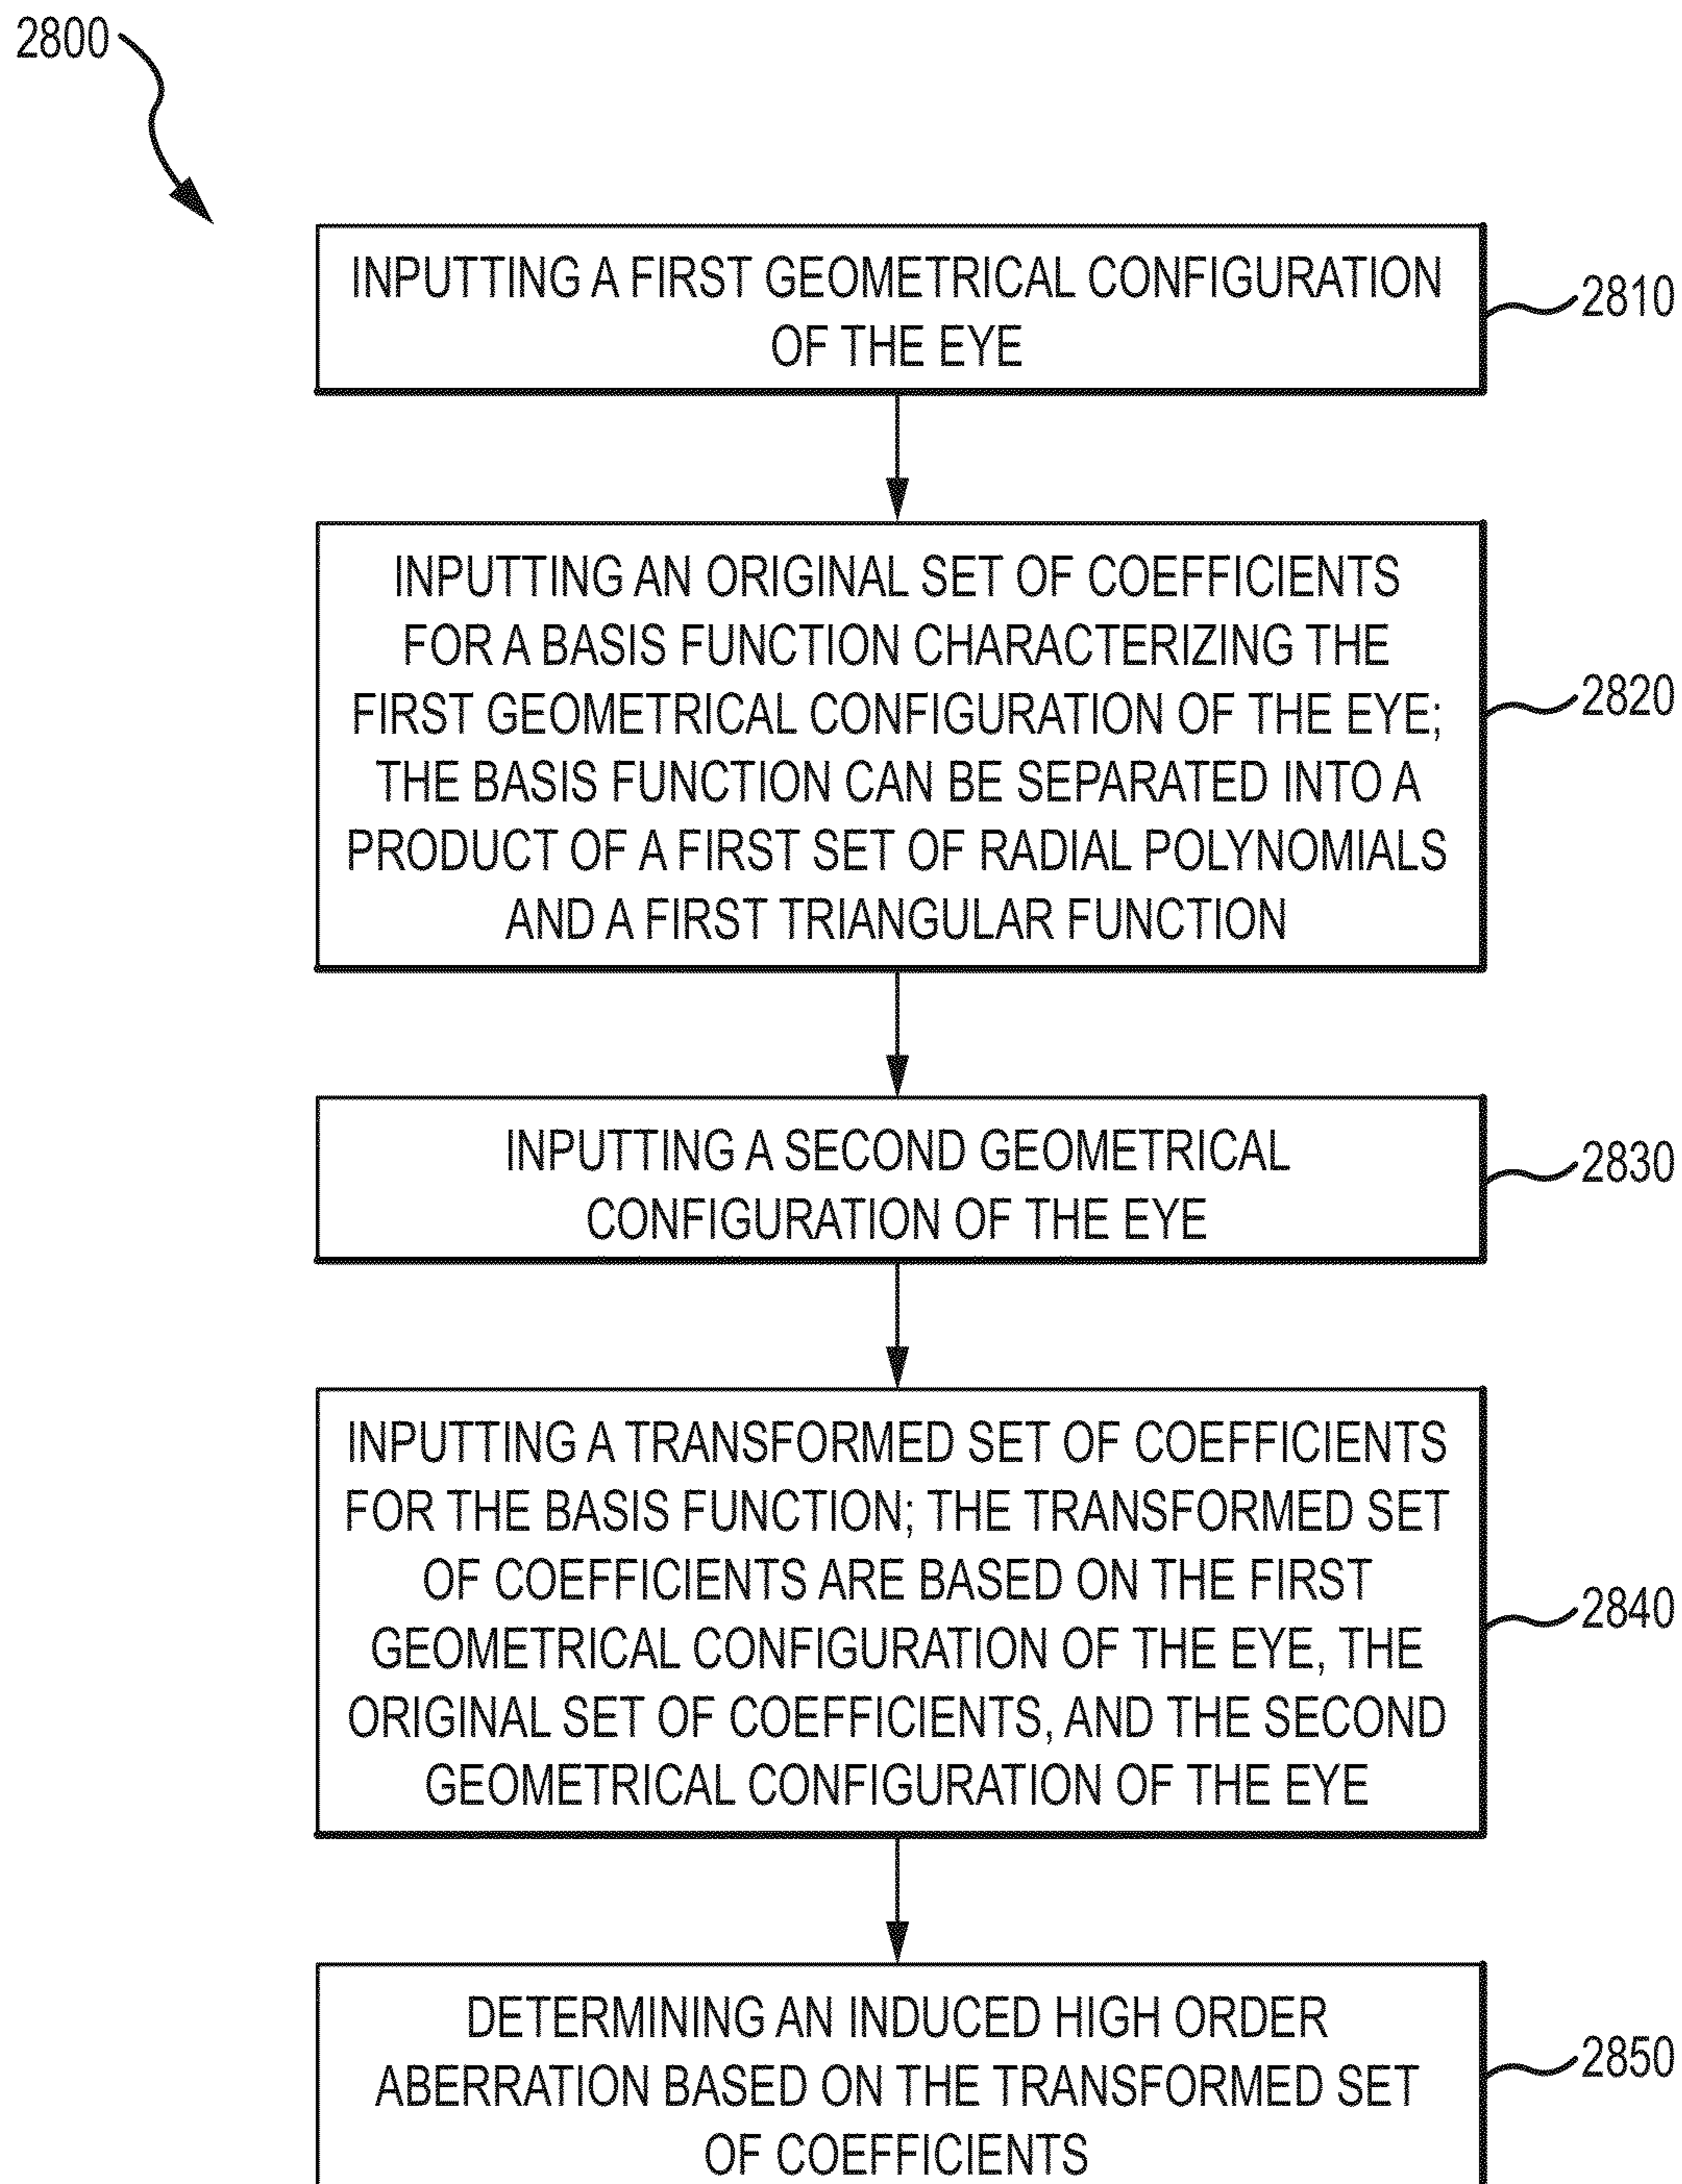 2800
INPUTTING A FIRST GEOMETRICAL CONFIGURATION
OF THE EYE
2810
INPUTTING AN ORIGINAL SET OF COEFFICIENTS
FOR A BASIS FUNCTION CHARACTERIZING THE
FIRST GEOMETRICAL CONFIGURATION OF THE EYE;
THE BASIS FUNCTION CAN BE SEPARATED INTO A
PRODUCT OF A FIRST SET OF RADIAL POLYNOMIALS
AND A FIRST TRIANGULAR FUNCTION
2820
INPUTTING A SECOND GEOMETRICAL
CONFIGURATION OF THE EYE
2830
INPUTTING A TRANSFORMED SET OF COEFFICIENTS
FOR THE BASIS FUNCTION; THE TRANSFORMED SET
OF COEFFICIENTS ARE BASED ON THE FIRST
GEOMETRICAL CONFIGURATION OF THE EYE, THE
ORIGINAL SET OF COEFFICIENTS, AND THE SECOND
GEOMETRICAL CONFIGURATION OF THE EYE
2840
DETERMINING AN INDUCED HIGH ORDER
ABERRATION BASED ON THE TRANSFORMED SET
OF COEFFICIENTS
2850